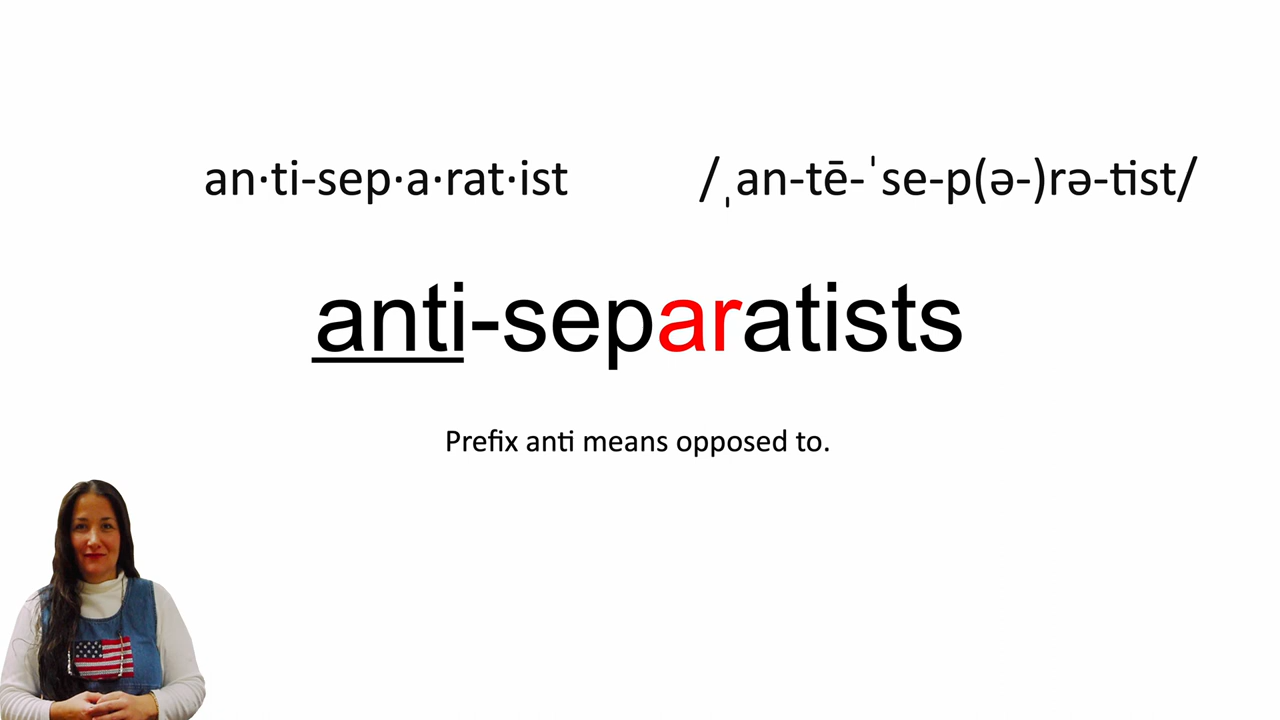 an·ti-sep·a·rat·ist /ˌan-tē-ˈse-p(ə-)rə-tist/
anti-separatists
Prefix anti means opposed to.